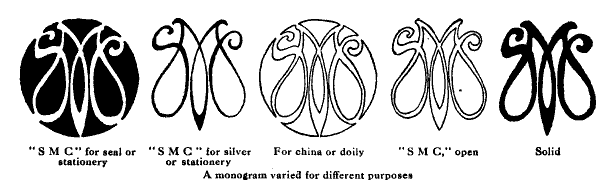 "S M C" for seal or
stationery
"S M C" for silver
or stationery
For china or doily
"S M C," open
Solid
A monogram varied for different purposes